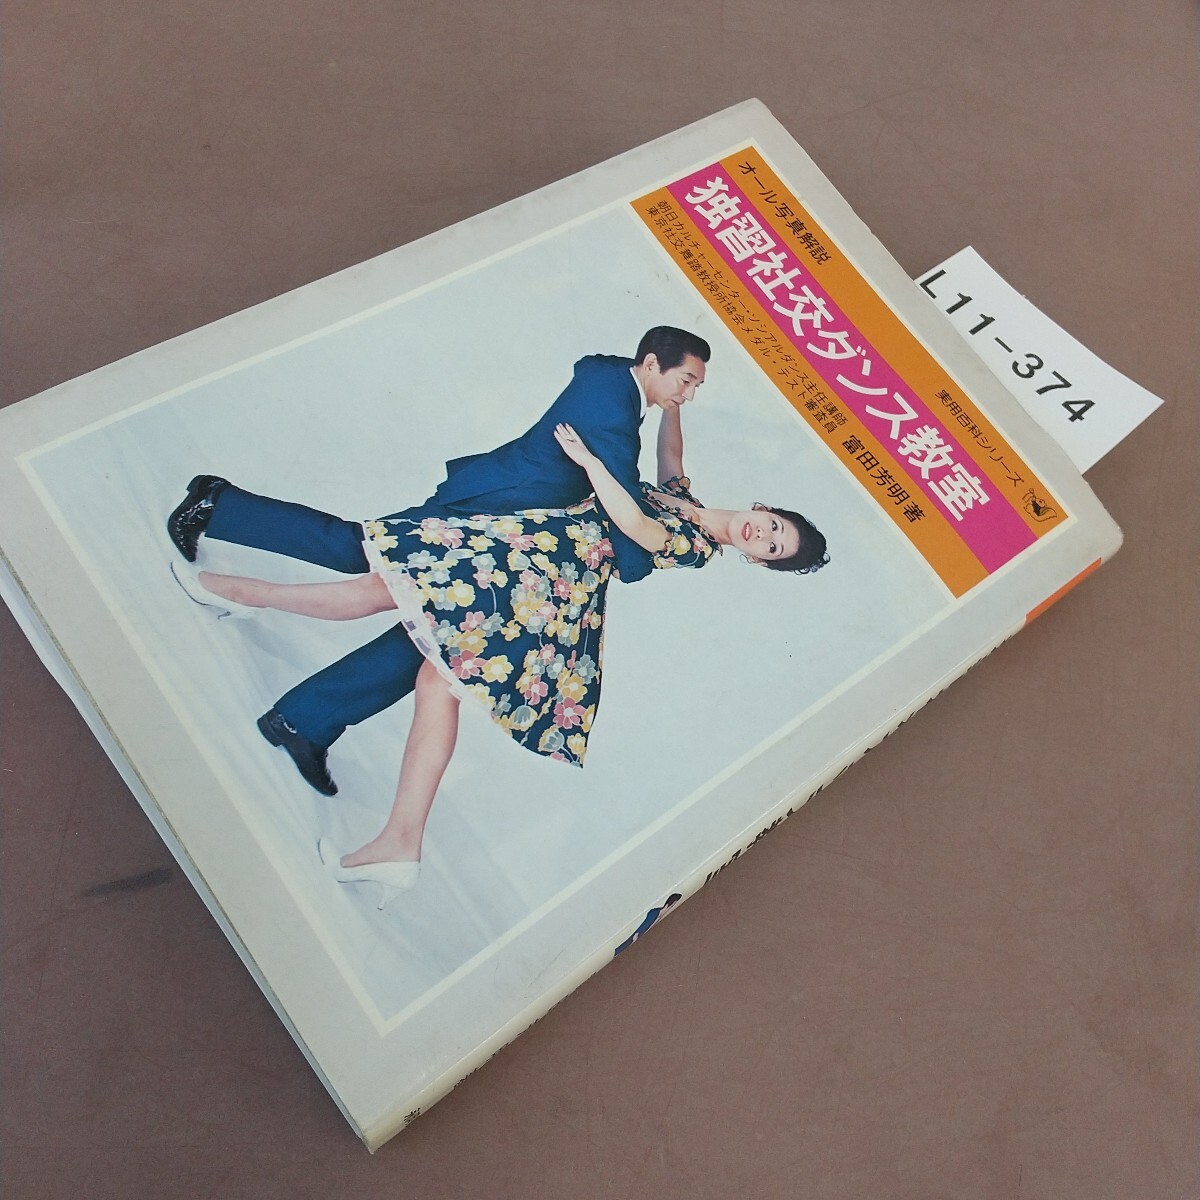 オール写真解説
実用百科シリーズ
独習社交ダンス教室
朝日カルチャーセンター・ソシアルダンス主任講師
東京社交舞踏教授所協会メダル・テスト審査員
富田芳明著
L11-374